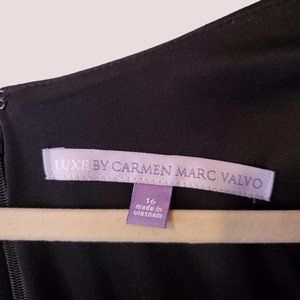 LUXE BY CARMEN MARC VALVO
16
made in
vietnam